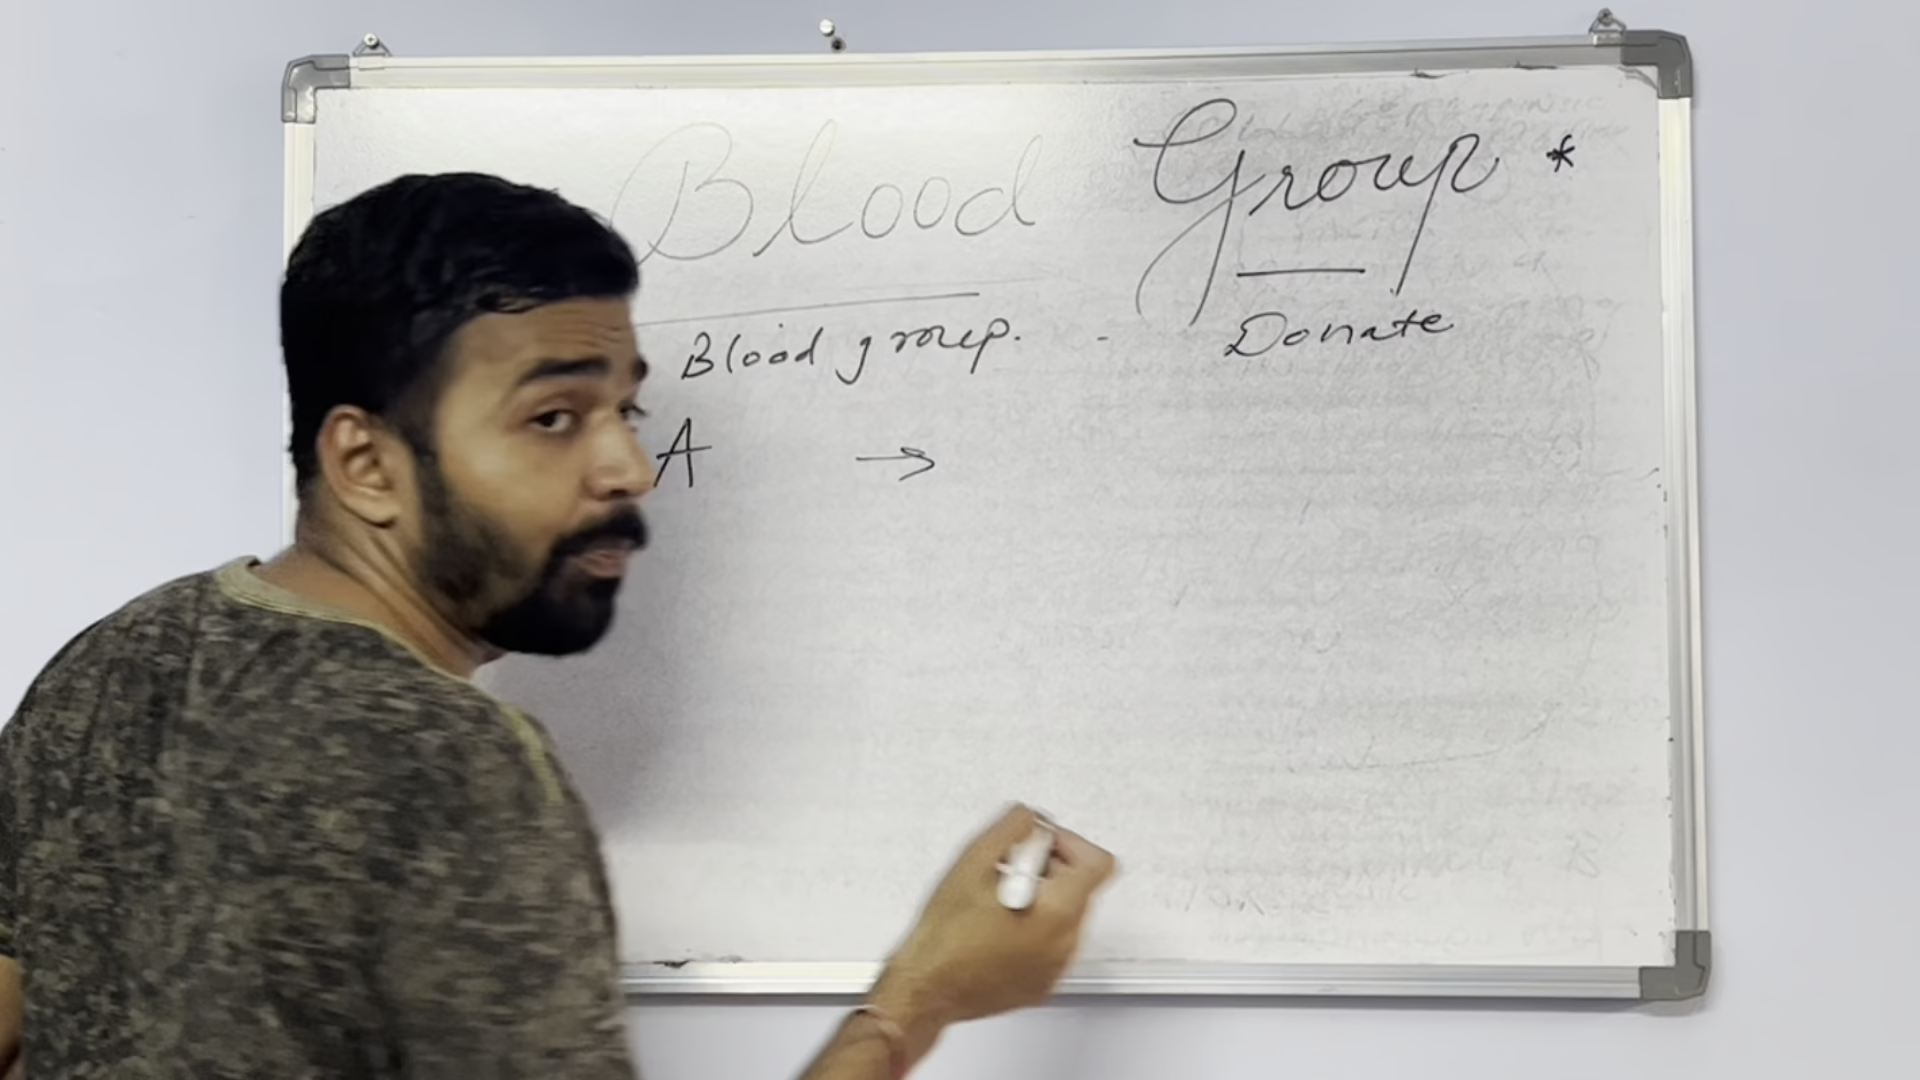 Blood Group *
Blood group. - Donate
A →